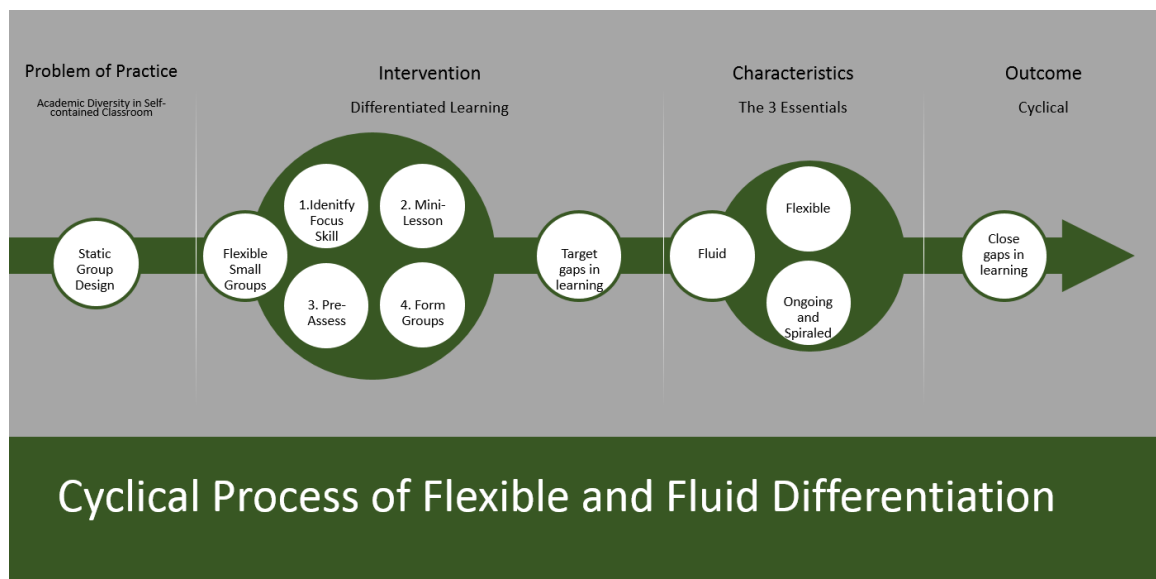 Problem of Practice
Academic Diversity in Self-
contained Classroom
Static
Group
Design
Intervention
Differentiated Learning
Flexible
Small
Groups
1.Idenitfy
Focus
Skill
2. Mini-
Lesson
3. Pre-
Assess
4. Form
Groups
Target
gaps in
learning
Characteristics
The 3 Essentials
Fluid
Flexible
Ongoing
and
Spiraled
Outcome
Cyclical
Close
gaps in
learning
Cyclical Process of Flexible and Fluid Differentiation